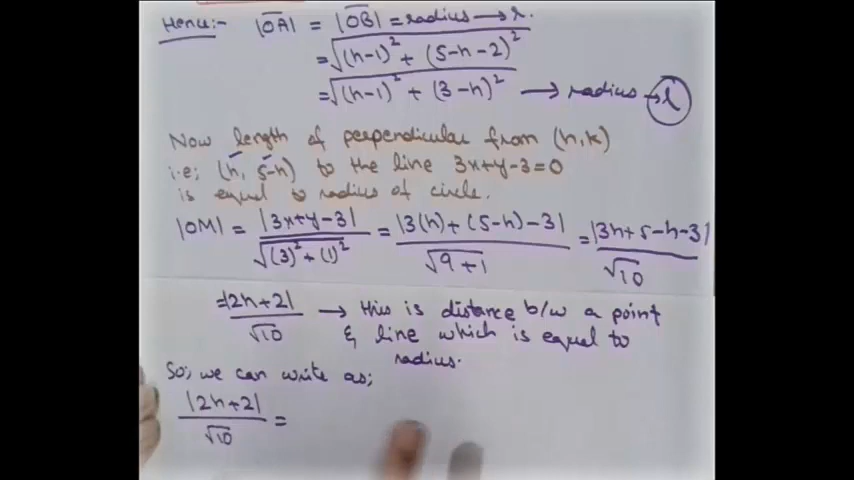 Hence:- |OA| = |OB| = radius → r.
= √(h-1)² + (5-h-2)²
= √(h-1)² + (3-h)² → radius → r
Now length of perpendicular from (h,k)
i.e; (h, 5-h) to the line 3x+y-3=0
is equal to radius of circle.
|OM| = |3x+y-3| / √(3)²+(1)² = |3(h)+(5-h)-3| / √9+1 = |3h+5-h-3| / √10
= |2h+2| / √10 → this is distance b/w a point
& line which is equal to
radius.
So; we can write as;
|2h+2| / √10 =